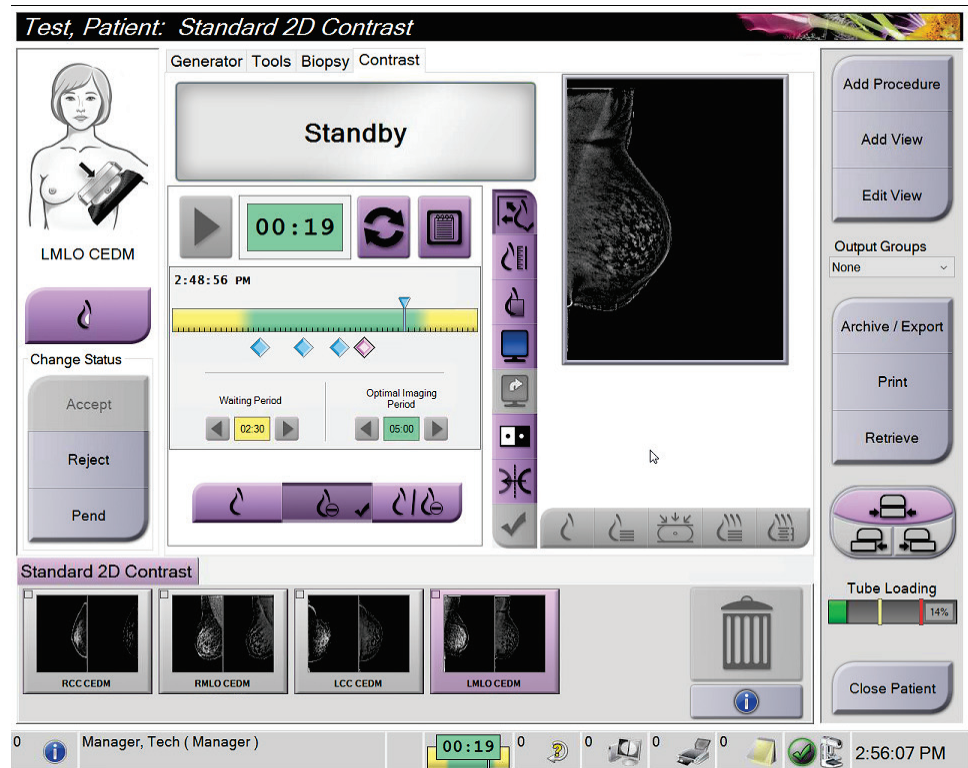 Test, Patient:  Standard 2D Contrast
LMLO CEDM
Change Status
Accept
Reject
Pend
Generator Tools Biopsy Contrast
Standby
00:19
2:48:56 PM
Waiting Period
02:30
Optimal Imaging
Period
05:00
Add Procedure
Add View
Edit View
Output Groups
None
Archive / Export
Print
Retrieve
Tube Loading
14%
Close Patient
Standard 2D Contrast
RCC CEDM
RMLO CEDM
LCC CEDM
LMLO CEDM
0
Manager, Tech ( Manager )
00:19
0
0
0
0
2:56:07 PM